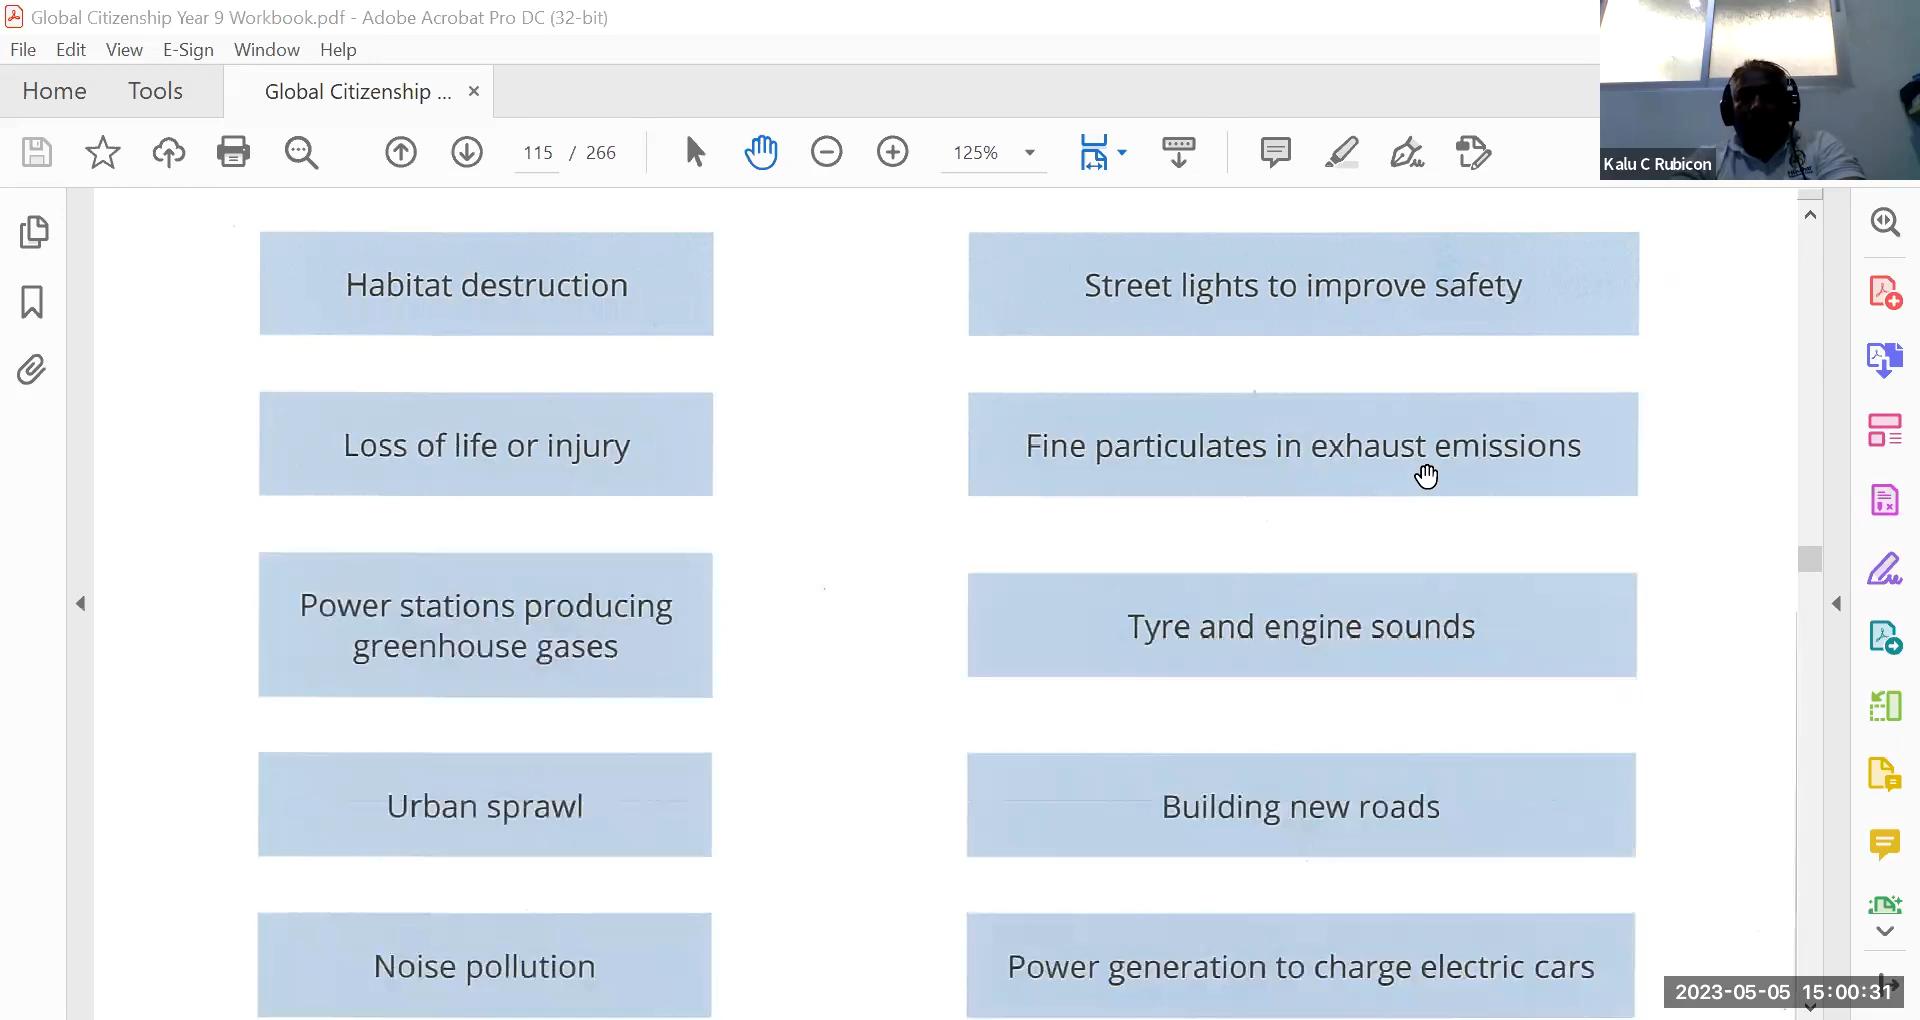 Global Citizenship Year 9 Workbook.pdf - Adobe Acrobat Pro DC (32-bit)
File Edit View E-Sign Window Help
Home Tools Global Citizenship ... ×
115 / 266 125%
Kalu C Rubicon
Habitat destruction
Street lights to improve safety
Loss of life or injury
Fine particulates in exhaust emissions
Power stations producing
greenhouse gases
Tyre and engine sounds
Urban sprawl
Building new roads
Noise pollution
Power generation to charge electric cars
2023-05-05 15:00:31